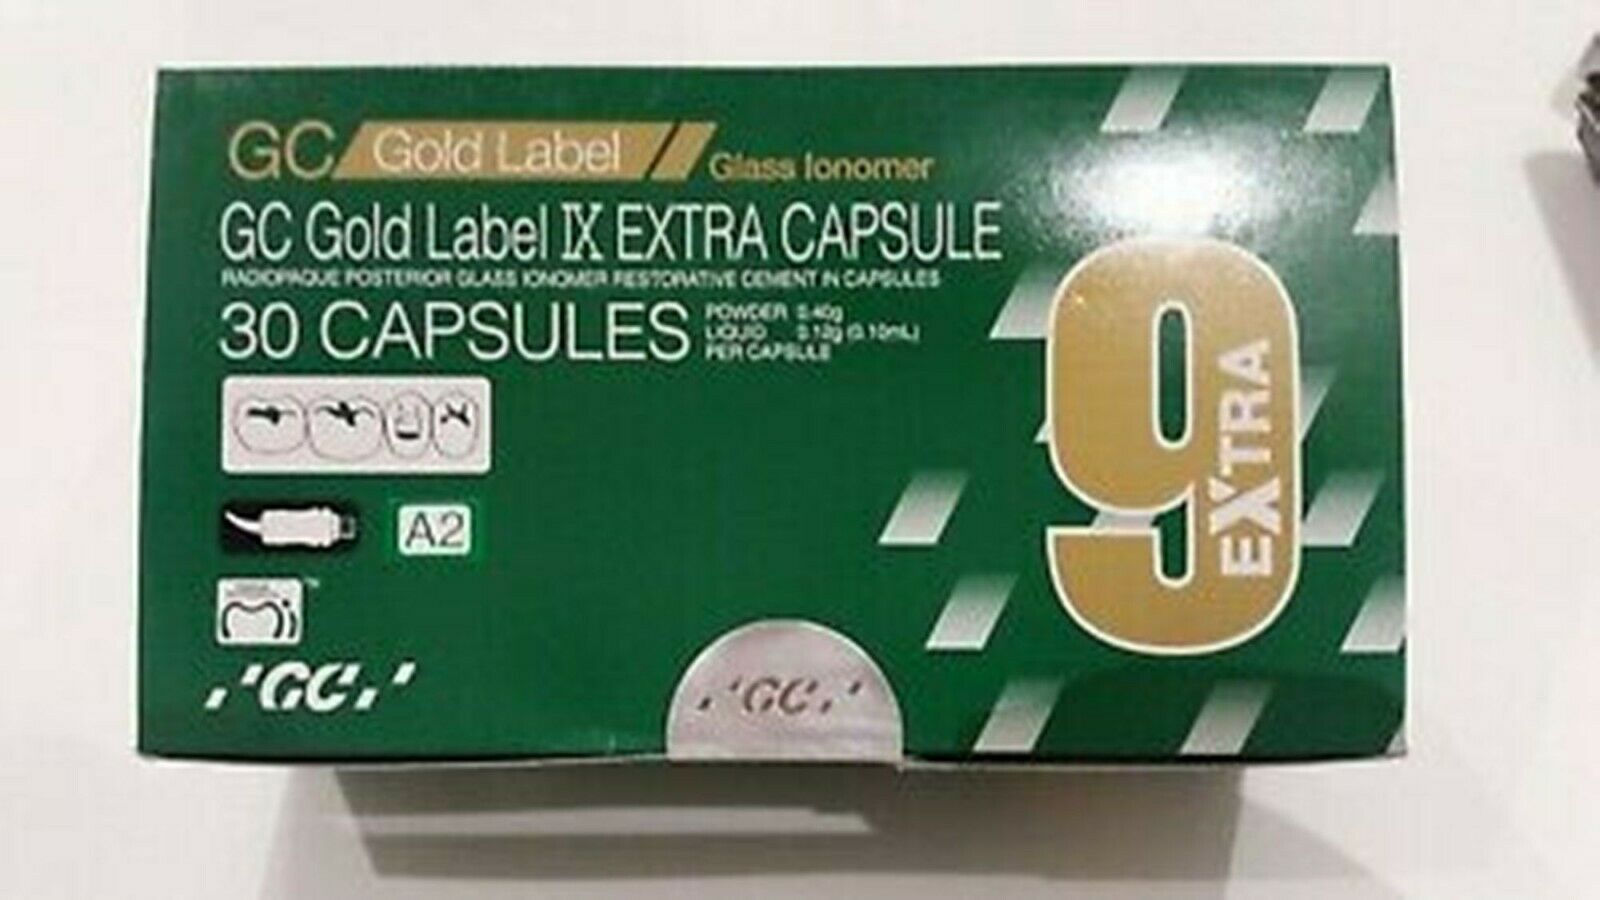 GC Gold Label Glass Ionomer
GC Gold Label IX EXTRA CAPSULE
RADIOPAQUE POSTERIOR GLASS IONOMER RESTORATIVE CEMENT IN CAPSULES
30 CAPSULES
POWDER 0.40g
LIQUID 0.12g (0.10mL)
PER CAPSULE
9
EXTRA
A2
TM
GC
GC